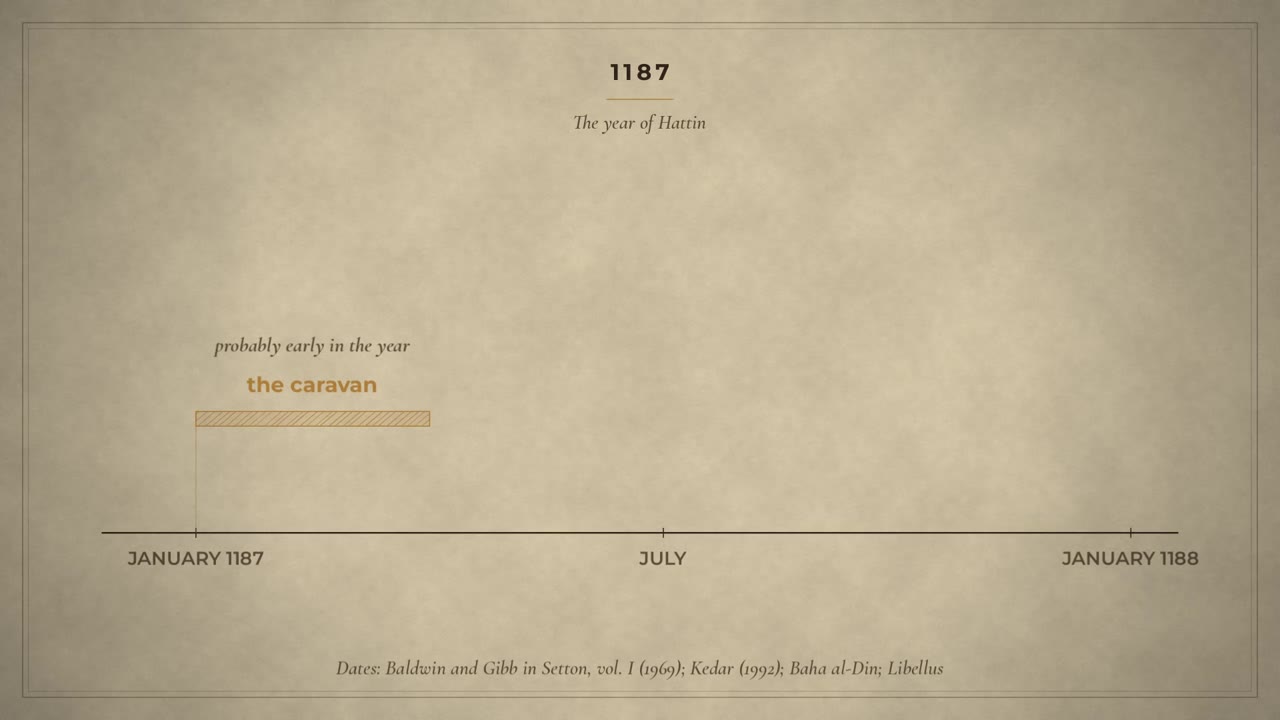 1187
The year of Hattin
probably early in the year
the caravan
JANUARY 1187
JULY
JANUARY 1188
Dates: Baldwin and Gibb in Setton, vol. I (1969); Kedar (1992); Baha al-Din; Libellus